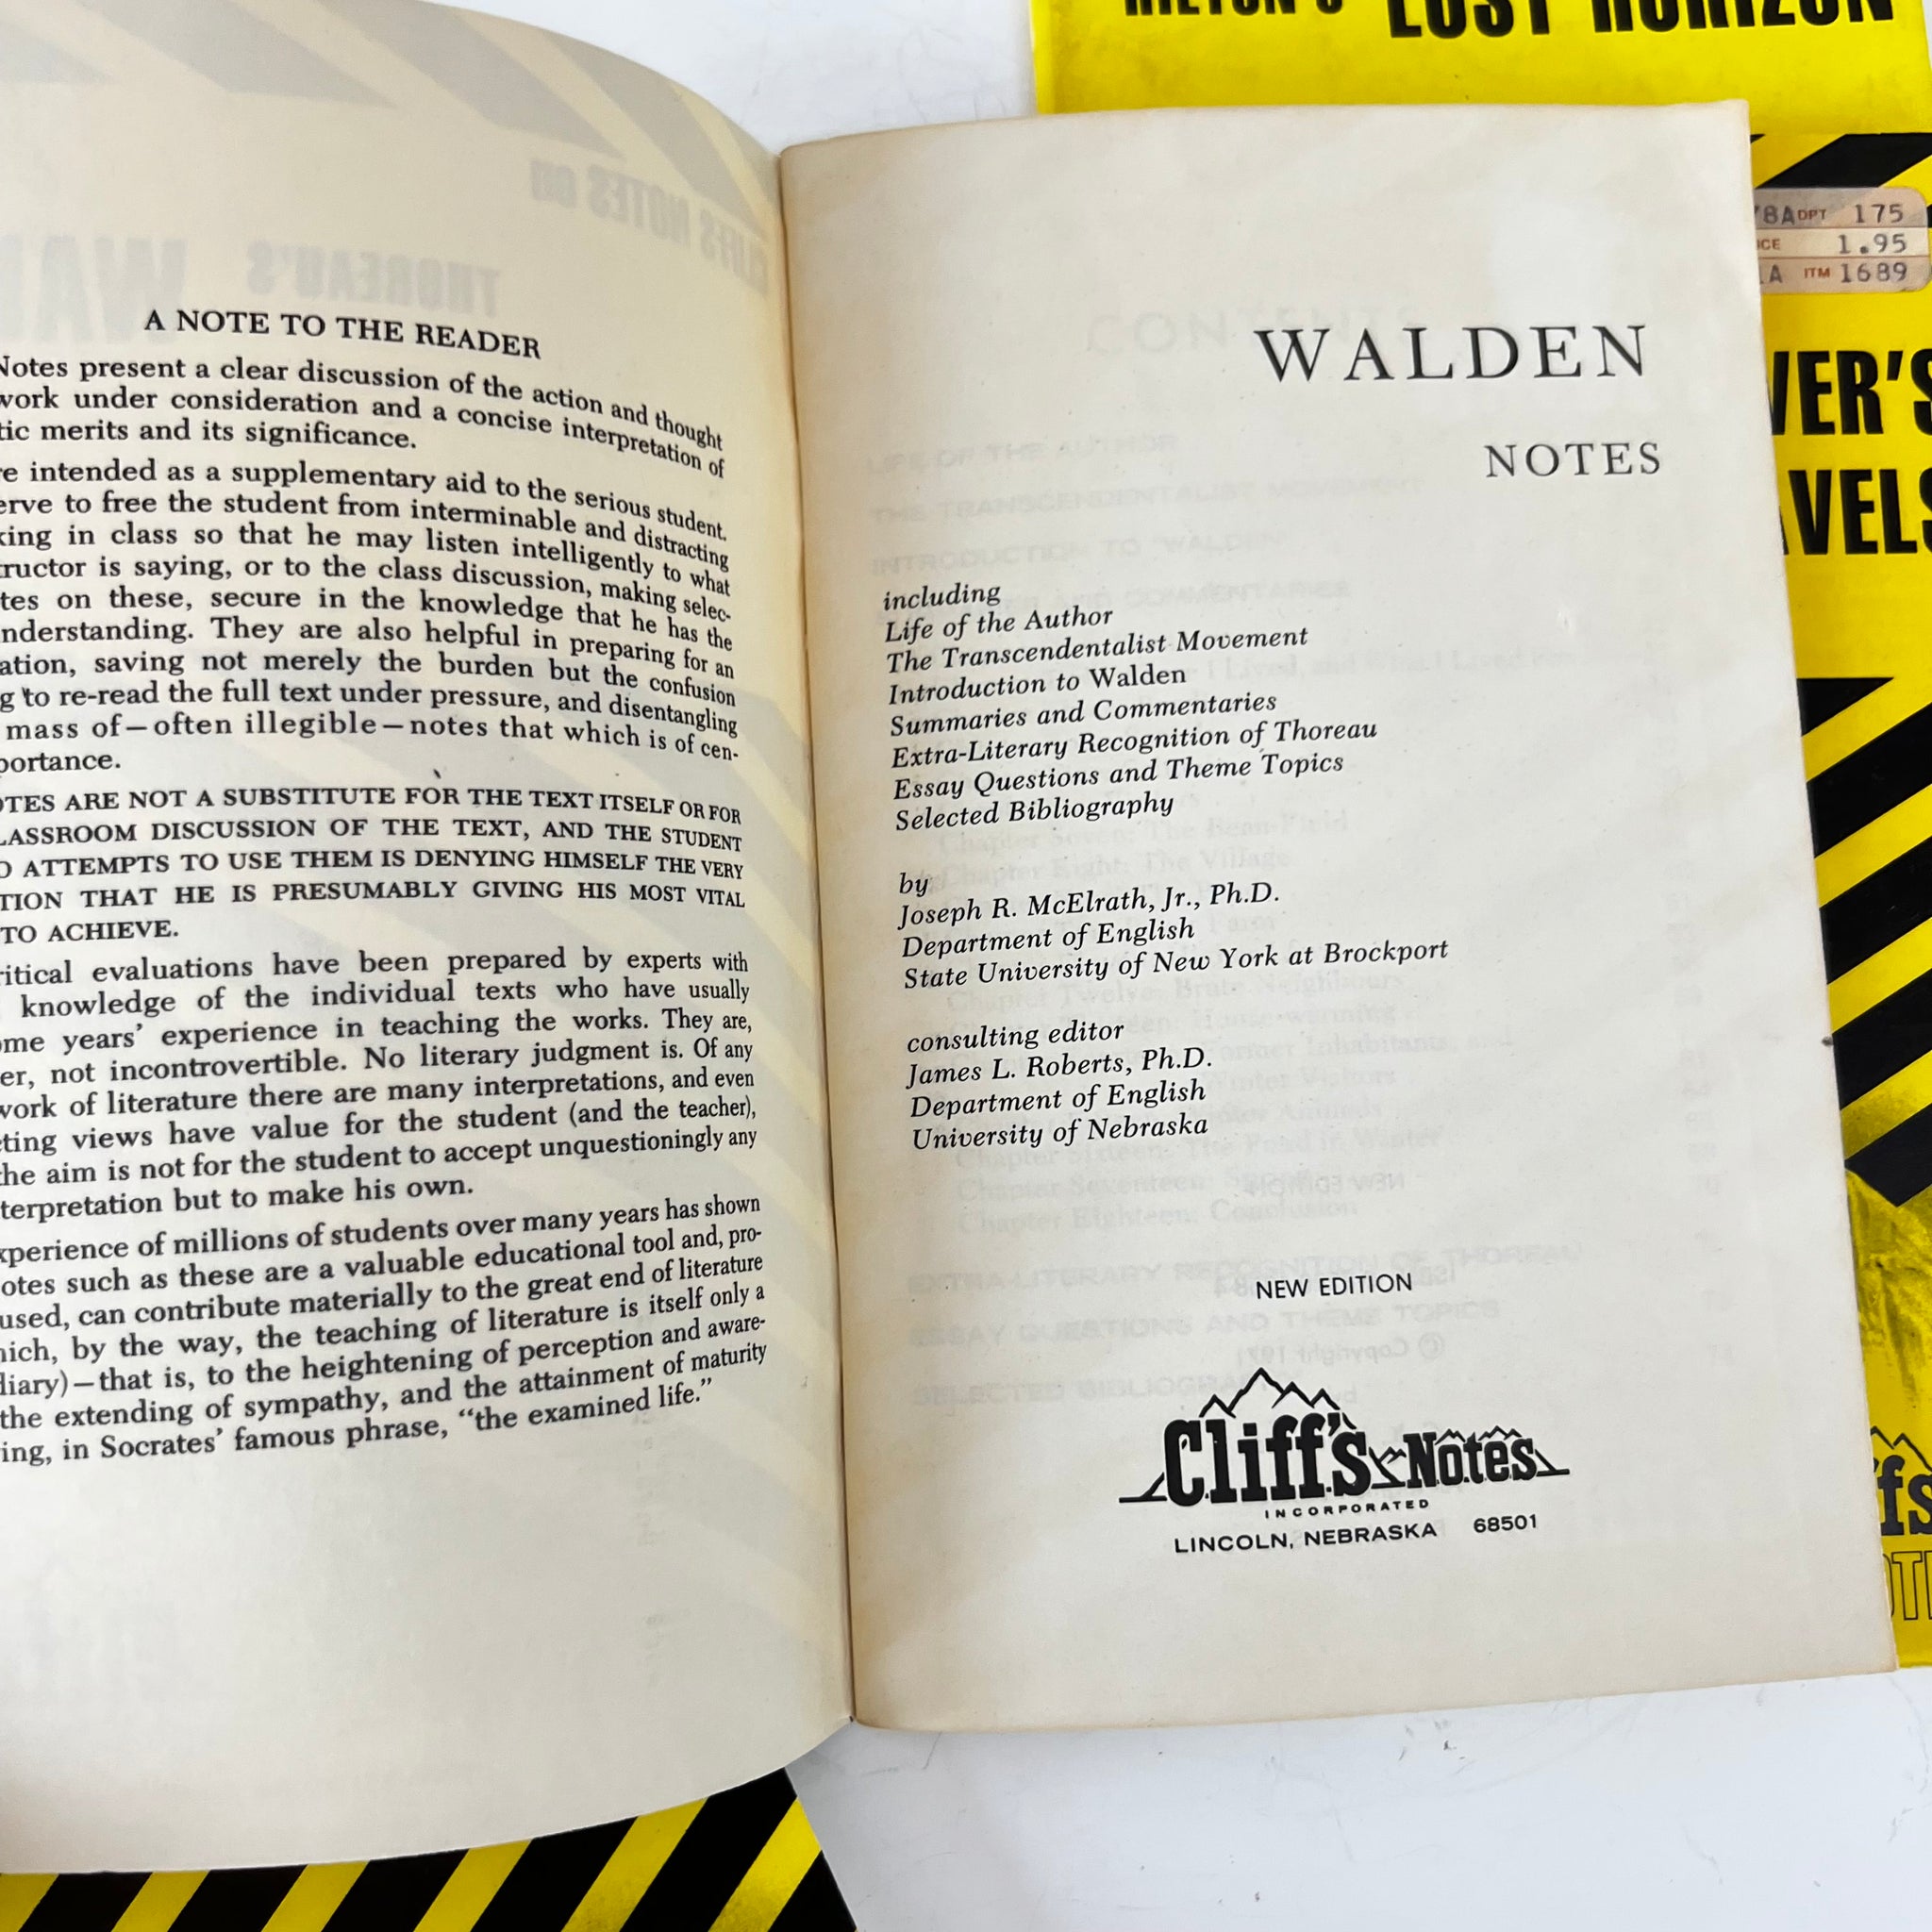 A NOTE TO THE READER
Notes present a clear discussion of the action and thought
work under consideration and a concise interpretation of
tic merits and its significance.
re intended as a supplementary aid to the serious student.
erve to free the student from interminable and distracting
king in class so that he may listen intelligently to what
tructor is saying, or to the class discussion, making selec-
tes on these, secure in the knowledge that he has the
nderstanding. They are also helpful in preparing for an
ation, saving not merely the burden but the confusion
g to re-read the full text under pressure, and disentangling
mass of—often illegible—notes that which is of cen-
portance.
OTES ARE NOT A SUBSTITUTE FOR THE TEXT ITSELF OR FOR
LASSROOM DISCUSSION OF THE TEXT, AND THE STUDENT
O ATTEMPTS TO USE THEM IS DENYING HIMSELF THE VERY
TION THAT HE IS PRESUMABLY GIVING HIS MOST VITAL
TO ACHIEVE.
ritical evaluations have been prepared by experts with
knowledge of the individual texts who have usually
ome years' experience in teaching the works. They are,
er, not incontrovertible. No literary judgment is. Of any
work of literature there are many interpretations, and even
cting views have value for the student (and the teacher),
the aim is not for the student to accept unquestioningly any
terpretation but to make his own.
xperience of millions of students over many years has shown
otes such as these are a valuable educational tool and, pro-
used, can contribute materially to the great end of literature
hich, by the way, the teaching of literature is itself only a
diary)—that is, to the heightening of perception and aware-
the extending of sympathy, and the attainment of maturity
ing, in Socrates' famous phrase, "the examined life."
WALDEN
NOTES
including
Life of the Author
The Transcendentalist Movement
Introduction to Walden
Summaries and Commentaries
Extra-Literary Recognition of Thoreau
Essay Questions and Theme Topics
Selected Bibliography
by
Joseph R. McElrath, Jr., Ph.D.
Department of English
State University of New York at Brockport
consulting editor
James L. Roberts, Ph.D.
Department of English
University of Nebraska
NEW EDITION
Cliff's Notes
INCORPORATED
LINCOLN, NEBRASKA 68501
HILTON'S LOST HORIZON
8A DPT 175
ICE 1.95
A ITM 1689
VER'S
AVELS
fs
OTE